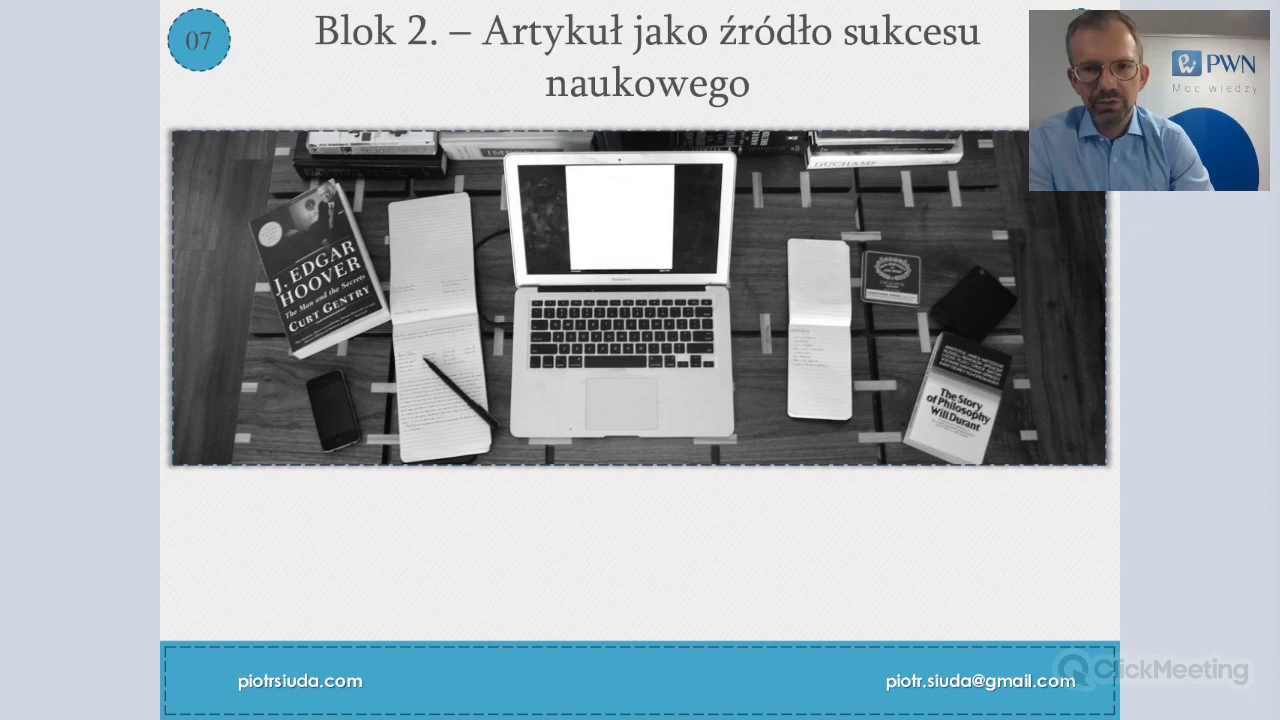 07
Blok 2. – Artykuł jako źródło sukcesu
naukowego
PWN
Moc wiedzy
DUCHAMP
J. EDGAR
HOOVER
The Man and the Secrets
CURT GENTRY
The Story
of Philosophy
Will Durant
piotrsiuda.com
piotr.siuda@gmail.com
ClickMeeting